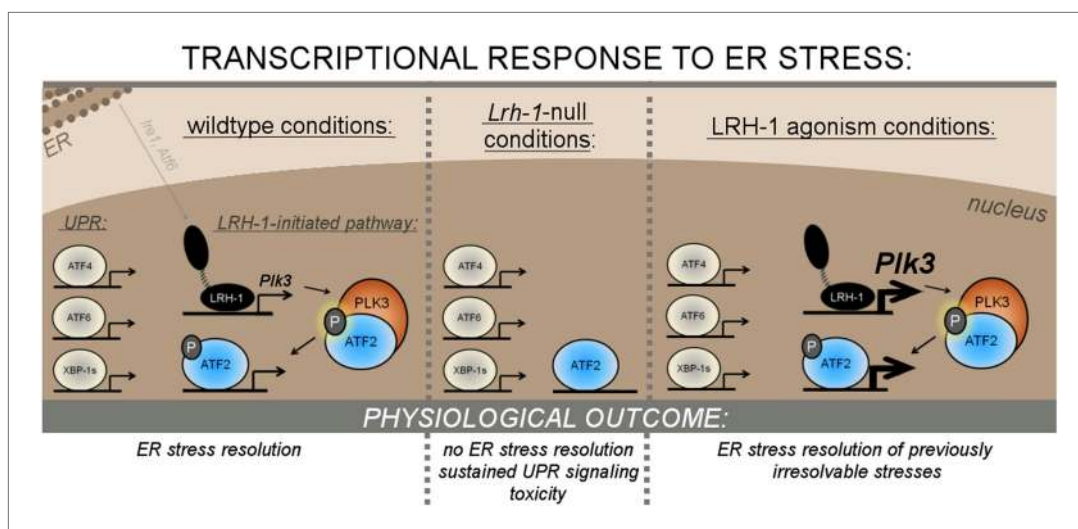 TRANSCRIPTIONAL RESPONSE TO ER STRESS:
ER
Ire1, Atf6
wildtype conditions:
UPR:
LRH-1-initiated pathway:
ATF4
ATF6
XBP-1s
LRH-1
Plk3
PLK3
P
ATF2
P
ATF2
Lrh-1-null
conditions:
ATF4
ATF6
XBP-1s
ATF2
LRH-1 agonism conditions:
nucleus
ATF4
ATF6
XBP-1s
LRH-1
Plk3
PLK3
P
ATF2
P
ATF2
PHYSIOLOGICAL OUTCOME:
ER stress resolution
no ER stress resolution
sustained UPR signaling
toxicity
ER stress resolution of previously
irresolvable stresses